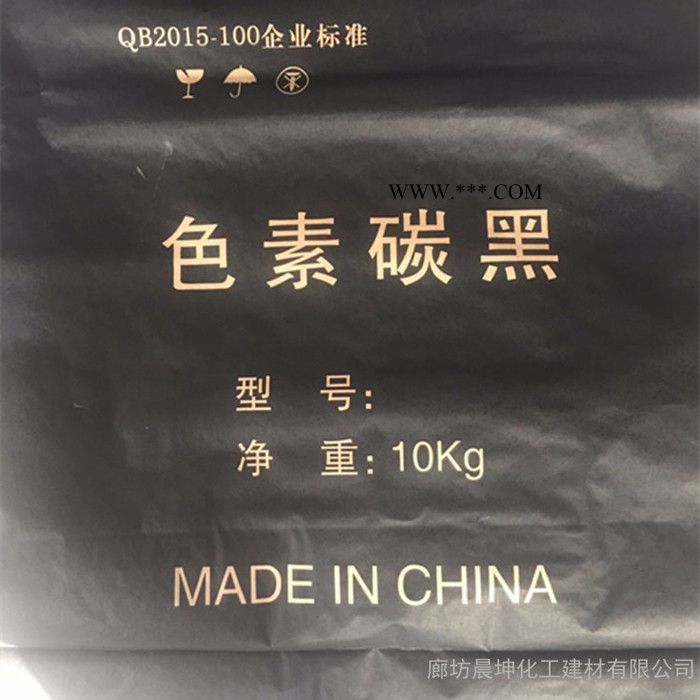 QB2015-100企业标准
WWW.***.COM
色素碳黑
型 号:
净 重: 10Kg
MADE IN CHINA
廊坊晨坤化工建材有限公司